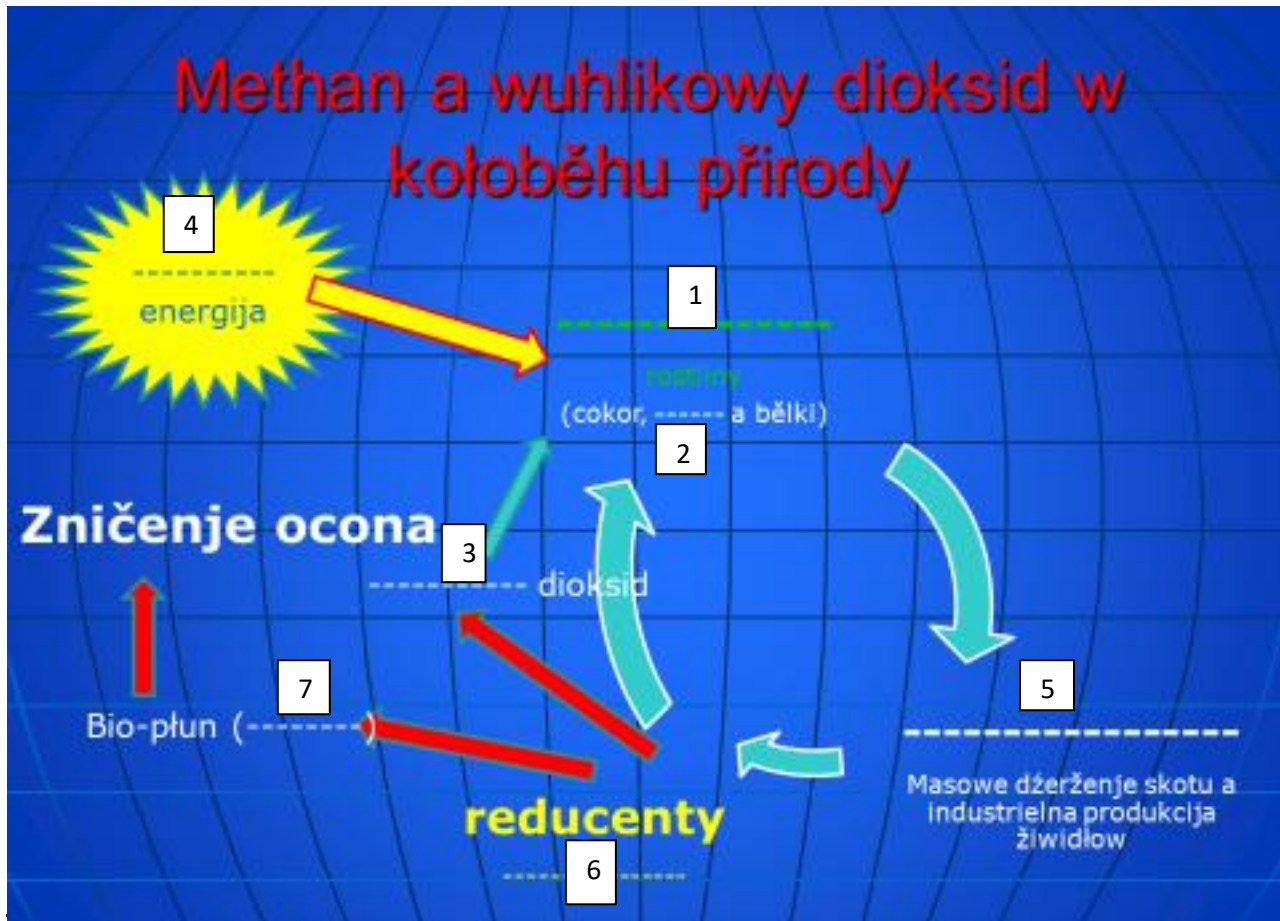 Methan a wuhlikowy dioksid w
kołoběhu přirody
4
----------
energija
1
----------------
rostliny
(cokor, ------ a bělki)
2
Zničenje ocona
3
----------- dioksid
7
Bio-płun (--------)
5
------------------
Masowe dźerženje skotu a
industrielna produkcija
žiwidłow
reducenty
6
--------------